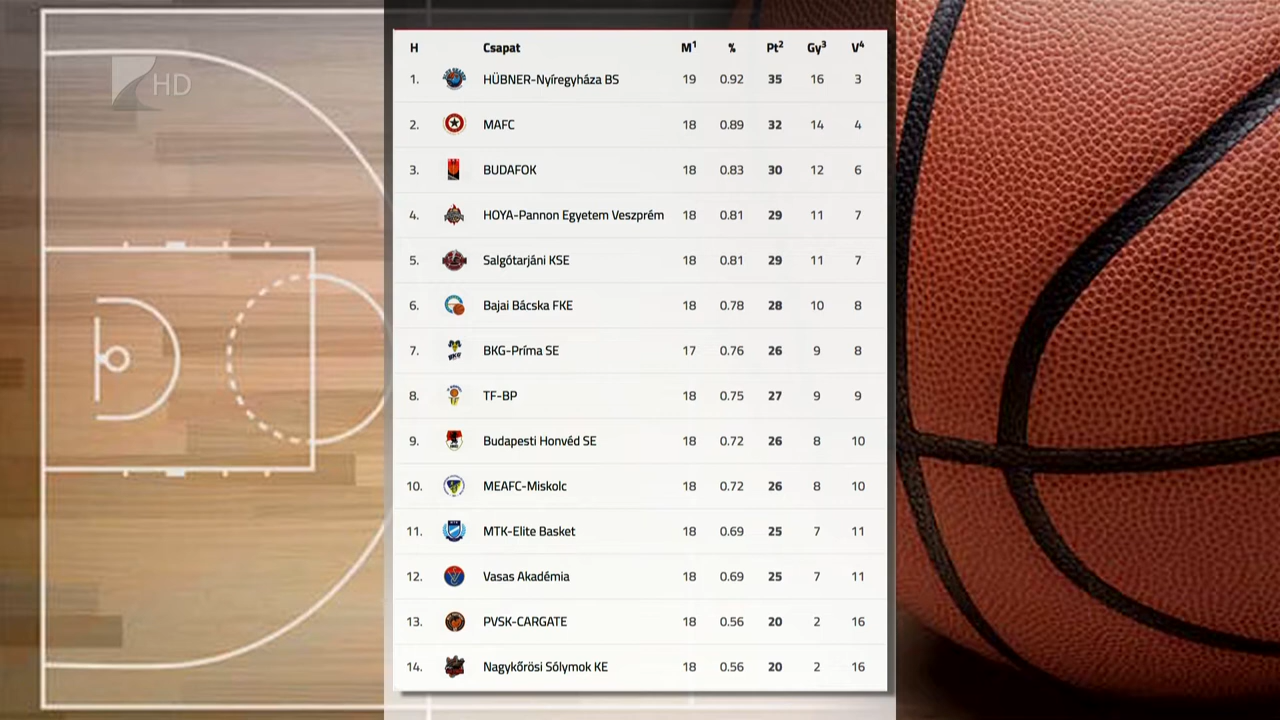 HD
H Csapat M¹ % Pt² Gy³ V⁴
1. HÜBNER-Nyíregyháza BS 19 0.92 35 16 3
2. MAFC 18 0.89 32 14 4
3. BUDAFOK 18 0.83 30 12 6
4. HOYA-Pannon Egyetem Veszprém 18 0.81 29 11 7
5. Salgótarjáni KSE 18 0.81 29 11 7
6. Bajai Bácska FKE 18 0.78 28 10 8
7. BKG-Príma SE 17 0.76 26 9 8
8. TF-BP 18 0.75 27 9 9
9. Budapesti Honvéd SE 18 0.72 26 8 10
10. MEAFC-Miskolc 18 0.72 26 8 10
11. MTK-Elite Basket 18 0.69 25 7 11
12. Vasas Akadémia 18 0.69 25 7 11
13. PVSK-CARGATE 18 0.56 20 2 16
14. Nagykőrösi Sólymok KE 18 0.56 20 2 16